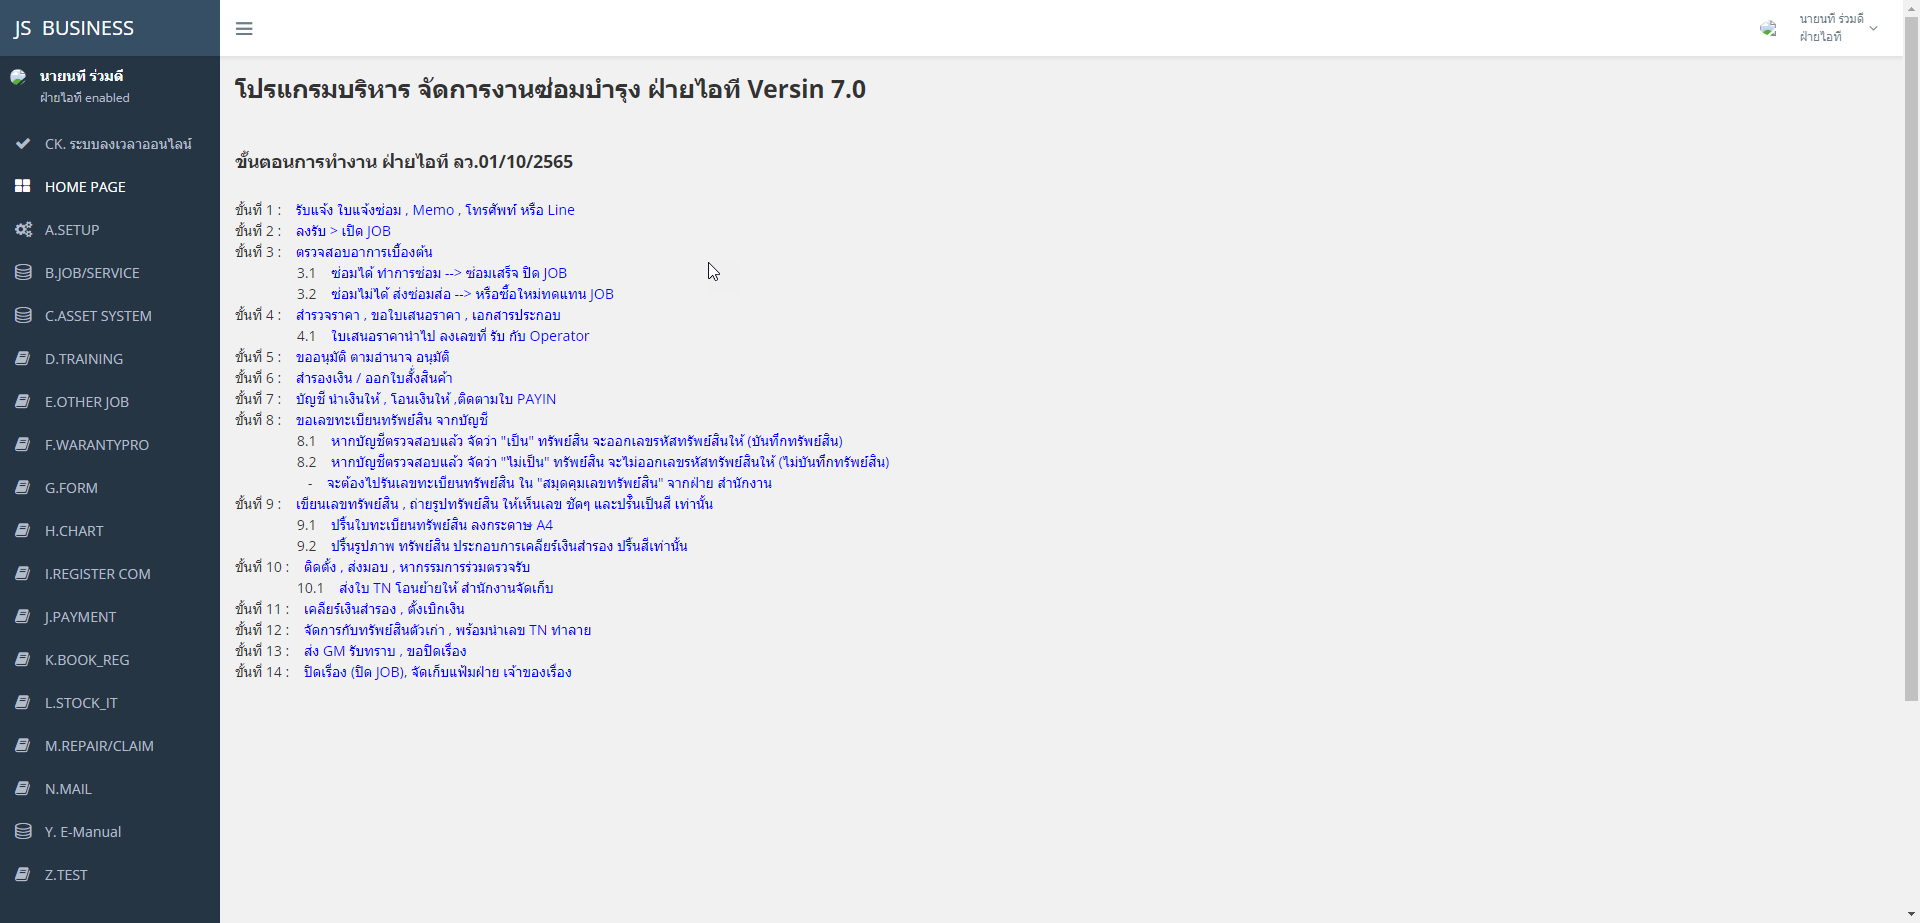 JS BUSINESS
นายนที ร่วมดี
ฝ่ายไอที
นายนที ร่วมดี
ฝ่ายไอที enabled
CK. ระบบลงเวลาออนไลน์
HOME PAGE
A.SETUP
B.JOB/SERVICE
C.ASSET SYSTEM
D.TRAINING
E.OTHER JOB
F.WARANTYPRO
G.FORM
H.CHART
I.REGISTER COM
J.PAYMENT
K.BOOK_REG
L.STOCK_IT
M.REPAIR/CLAIM
N.MAIL
Y. E-Manual
Z.TEST
โปรแกรมบริหาร จัดการงานซ่อมบำรุง ฝ่ายไอที Versin 7.0
ขั้นตอนการทำงาน ฝ่ายไอที ลว.01/10/2565
ขั้นที่ 1 : รับแจ้ง ใบแจ้งซ่อม , Memo , โทรศัพท์ หรือ Line
ขั้นที่ 2 : ลงรับ > เปิด JOB
ขั้นที่ 3 : ตรวจสอบอาการเบื้องต้น
3.1 ซ่อมได้ ทำการซ่อม --> ซ่อมเสร็จ ปิด JOB
3.2 ซ่อมไม่ได้ ส่งซ่อมส่อ --> หรือซื้อใหม่ทดแทน JOB
ขั้นที่ 4 : สำรวจราคา , ขอใบเสนอราคา , เอกสารประกอบ
4.1 ใบเสนอราคานำไป ลงเลขที่ รับ กับ Operator
ขั้นที่ 5 : ขออนุมัติ ตามอำนาจ อนุมัติ
ขั้นที่ 6 : สำรองเงิน / ออกใบสั่งสินค้า
ขั้นที่ 7 : บัญชี นำเงินให้ , โอนเงินให้ ,ติดตามใบ PAYIN
ขั้นที่ 8 : ขอเลขทะเบียนทรัพย์สิน จากบัญชี
8.1 หากบัญชีตรวจสอบแล้ว จัดว่า "เป็น" ทรัพย์สิน จะออกเลขรหัสทรัพย์สินให้ (บันทึกทรัพย์สิน)
8.2 หากบัญชีตรวจสอบแล้ว จัดว่า "ไม่เป็น" ทรัพย์สิน จะไม่ออกเลขรหัสทรัพย์สินให้ (ไม่บันทึกทรัพย์สิน)
- จะต้องไปรันเลขทะเบียนทรัพย์สิน ใน "สมุดคุมเลขทรัพย์สิน" จากฝ่าย สำนักงาน
ขั้นที่ 9 : เขียนเลขทรัพย์สิน , ถ่ายรูปทรัพย์สิน ให้เห็นเลข ชัดๆ และปริ้นเป็นสี เท่านั้น
9.1 ปริ้นใบทะเบียนทรัพย์สิน ลงกระดาษ A4
9.2 ปริ้นรูปภาพ ทรัพย์สิน ประกอบการเคลียร์เงินสำรอง ปริ้นสีเท่านั้น
ขั้นที่ 10 : ติดตั้ง , ส่งมอบ , หากรรมการร่วมตรวจรับ
10.1 ส่งใบ TN โอนย้ายให้ สำนักงานจัดเก็บ
ขั้นที่ 11 : เคลียร์เงินสำรอง , ตั้งเบิกเงิน
ขั้นที่ 12 : จัดการกับทรัพย์สินตัวเก่า , พร้อมนำเลข TN ทำลาย
ขั้นที่ 13 : ส่ง GM รับทราบ , ขอปิดเรื่อง
ขั้นที่ 14 : ปิดเรื่อง (ปิด JOB), จัดเก็บแฟ้มฝ่าย เจ้าของเรื่อง